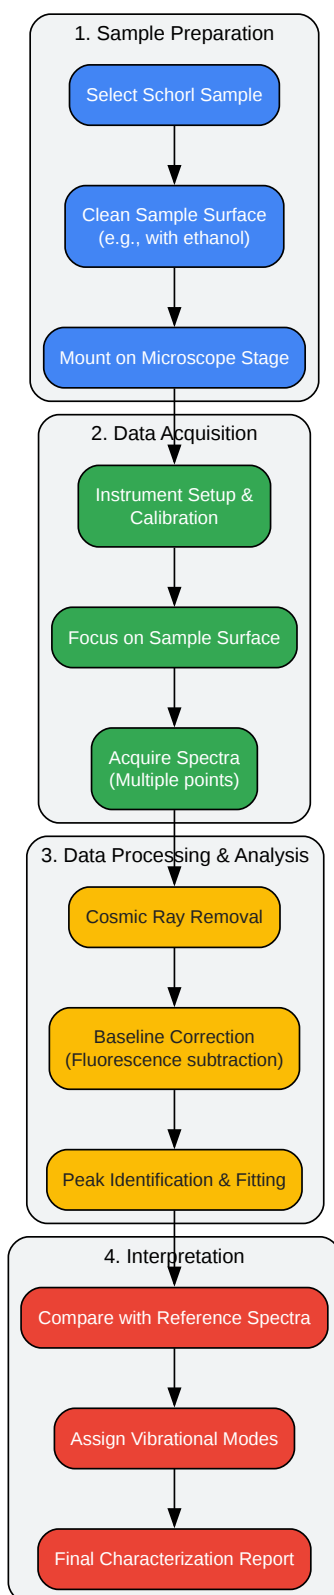 1. Sample Preparation
Select Schorl Sample
Clean Sample Surface
(e.g., with ethanol)
Mount on Microscope Stage
2. Data Acquisition
Instrument Setup &
Calibration
Focus on Sample Surface
Acquire Spectra
(Multiple points)
3. Data Processing & Analysis
Cosmic Ray Removal
Baseline Correction
(Fluorescence subtraction)
Peak Identification & Fitting
4. Interpretation
Compare with Reference Spectra
Assign Vibrational Modes
Final Characterization Report